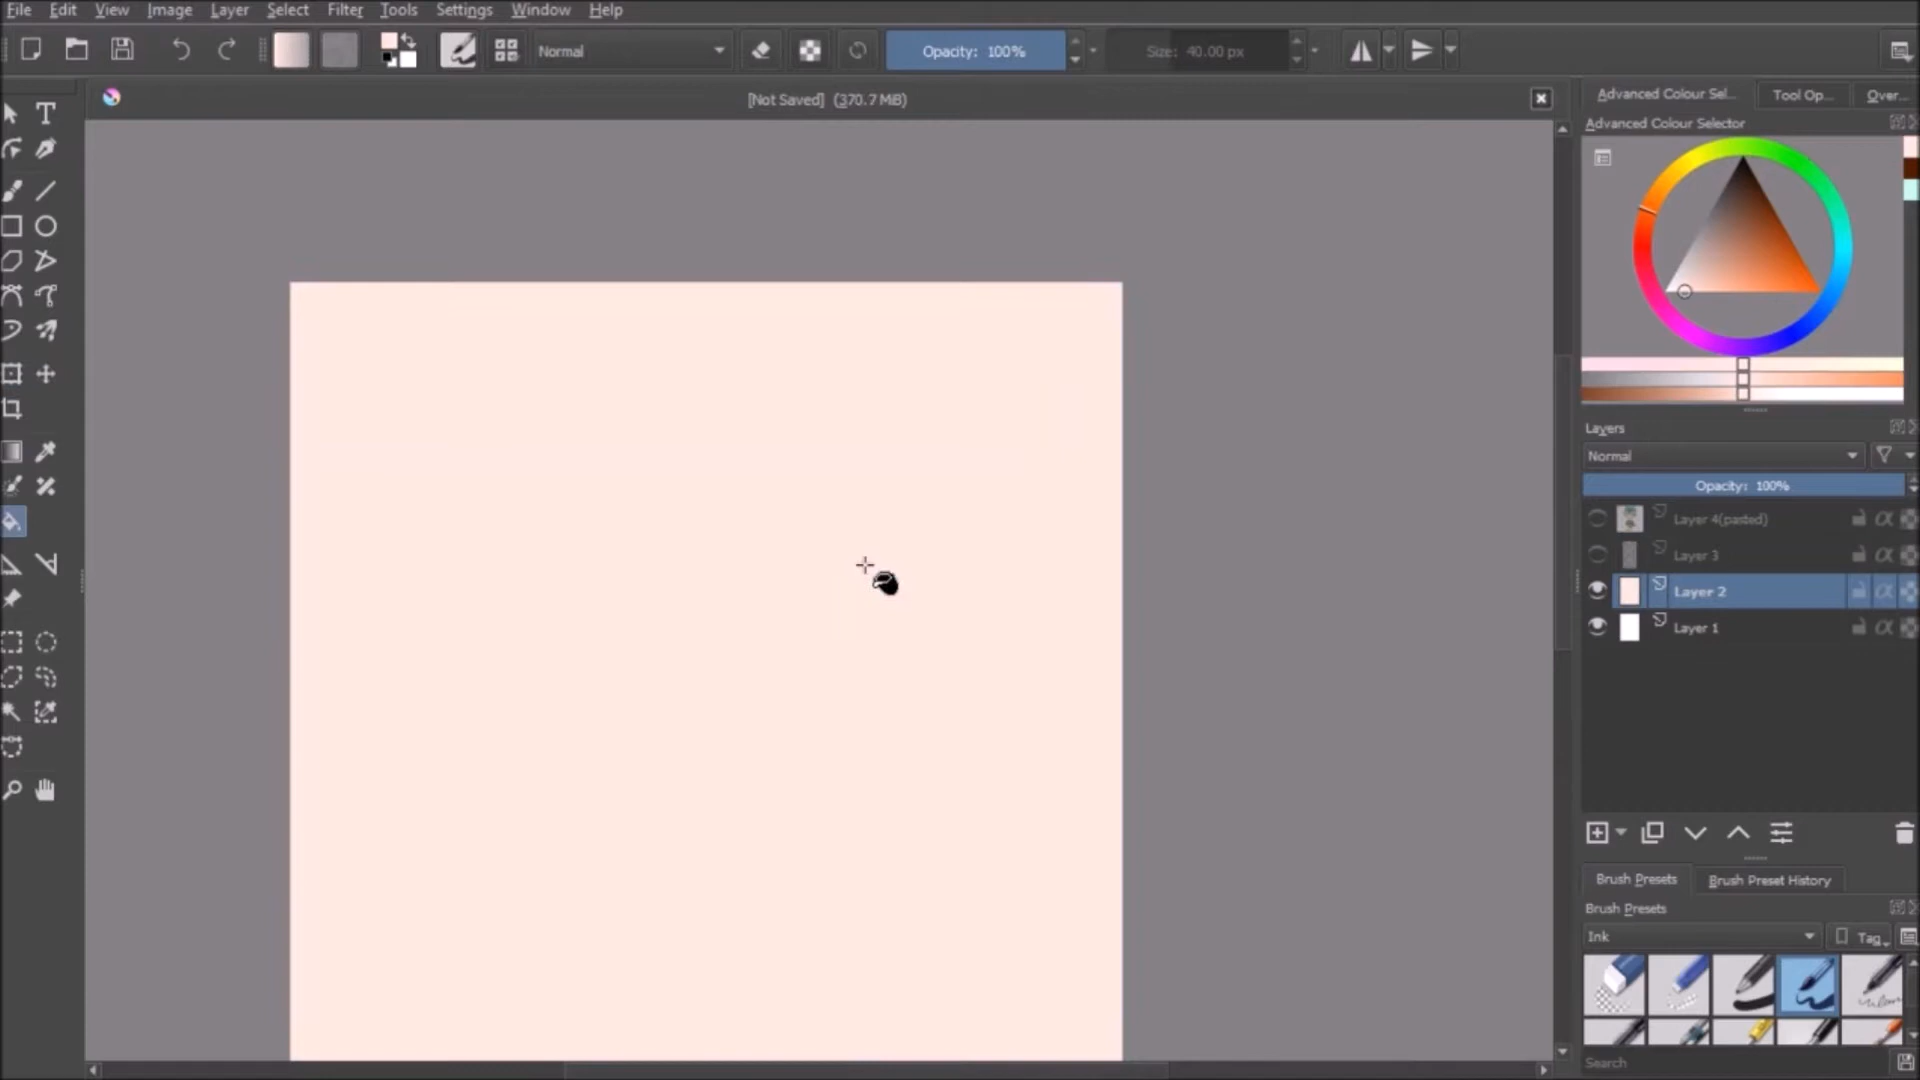 File Edit View Image Layer Select Filter Tools Settings Window Help
Normal
Opacity: 100%
Size: 40.00 px
[Not Saved] (370.7 MiB)
Advanced Colour Sel... Tool Op... Over...
Advanced Colour Selector
Layers
Normal
Opacity: 100%
Layer 4(pasted)
Layer 3
Layer 2
Layer 1
Brush Presets Brush Preset History
Brush Presets
Ink
Tag
Search